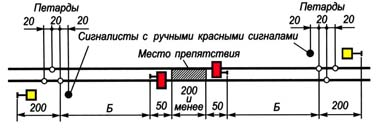 Петарды
Петарды
20 20 20
20 20 20
Сигналисты с ручными красными сигналами
Место препятствия
200 Б 50 200 и менее 50 Б 200